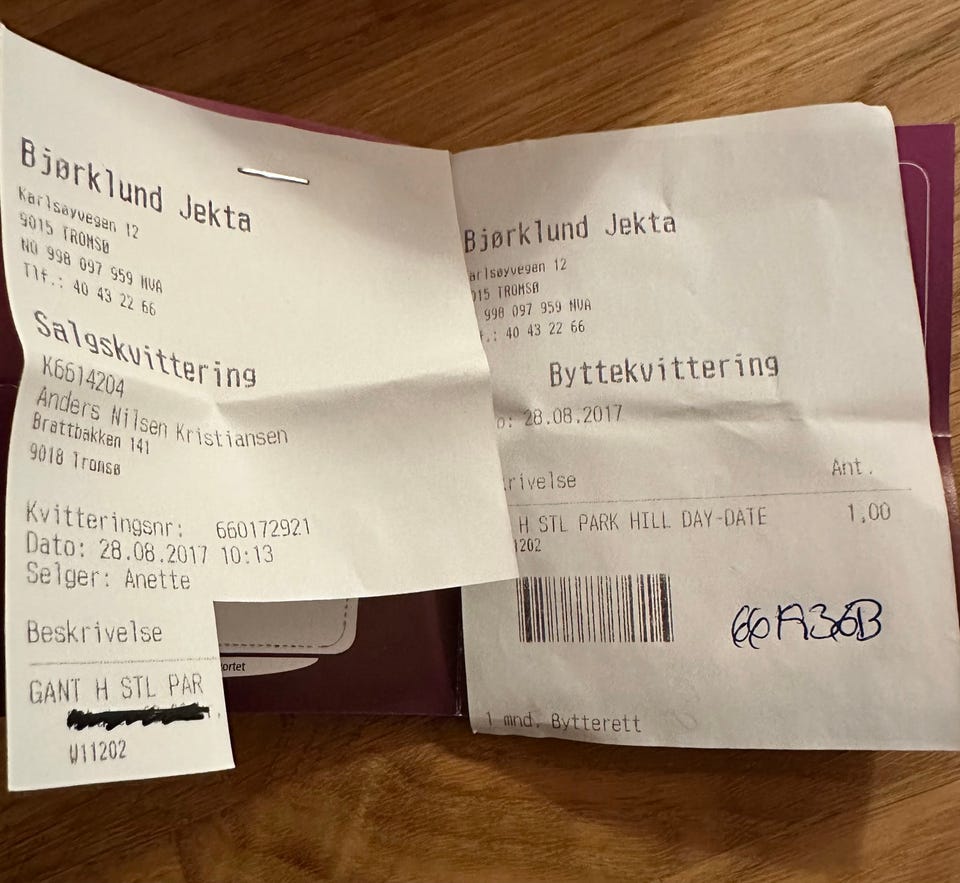 Bjørklund Jekta
Karlsøyvegen 12
9015 TROMSØ
NO 998 097 959 MVA
Tlf.: 40 43 22 66
Salgskvittering
K6614204
Anders Nilsen Kristiansen
Brattbakken 141
9018 Tromsø
Kvitteringsnr: 660172921
Dato: 28.08.2017 10:13
Selger: Anette
Beskrivelse
GANT H STL PAR
W11202
ortet
Bjørklund Jekta
arlsøyvegen 12
015 TROMSØ
998 097 959 MVA
.: 40 43 22 66
Byttekvittering
o: 28.08.2017
rivelse Ant.
H STL PARK HILL DAY-DATE 1,00
1202
66A36B
1 mnd. Bytterett